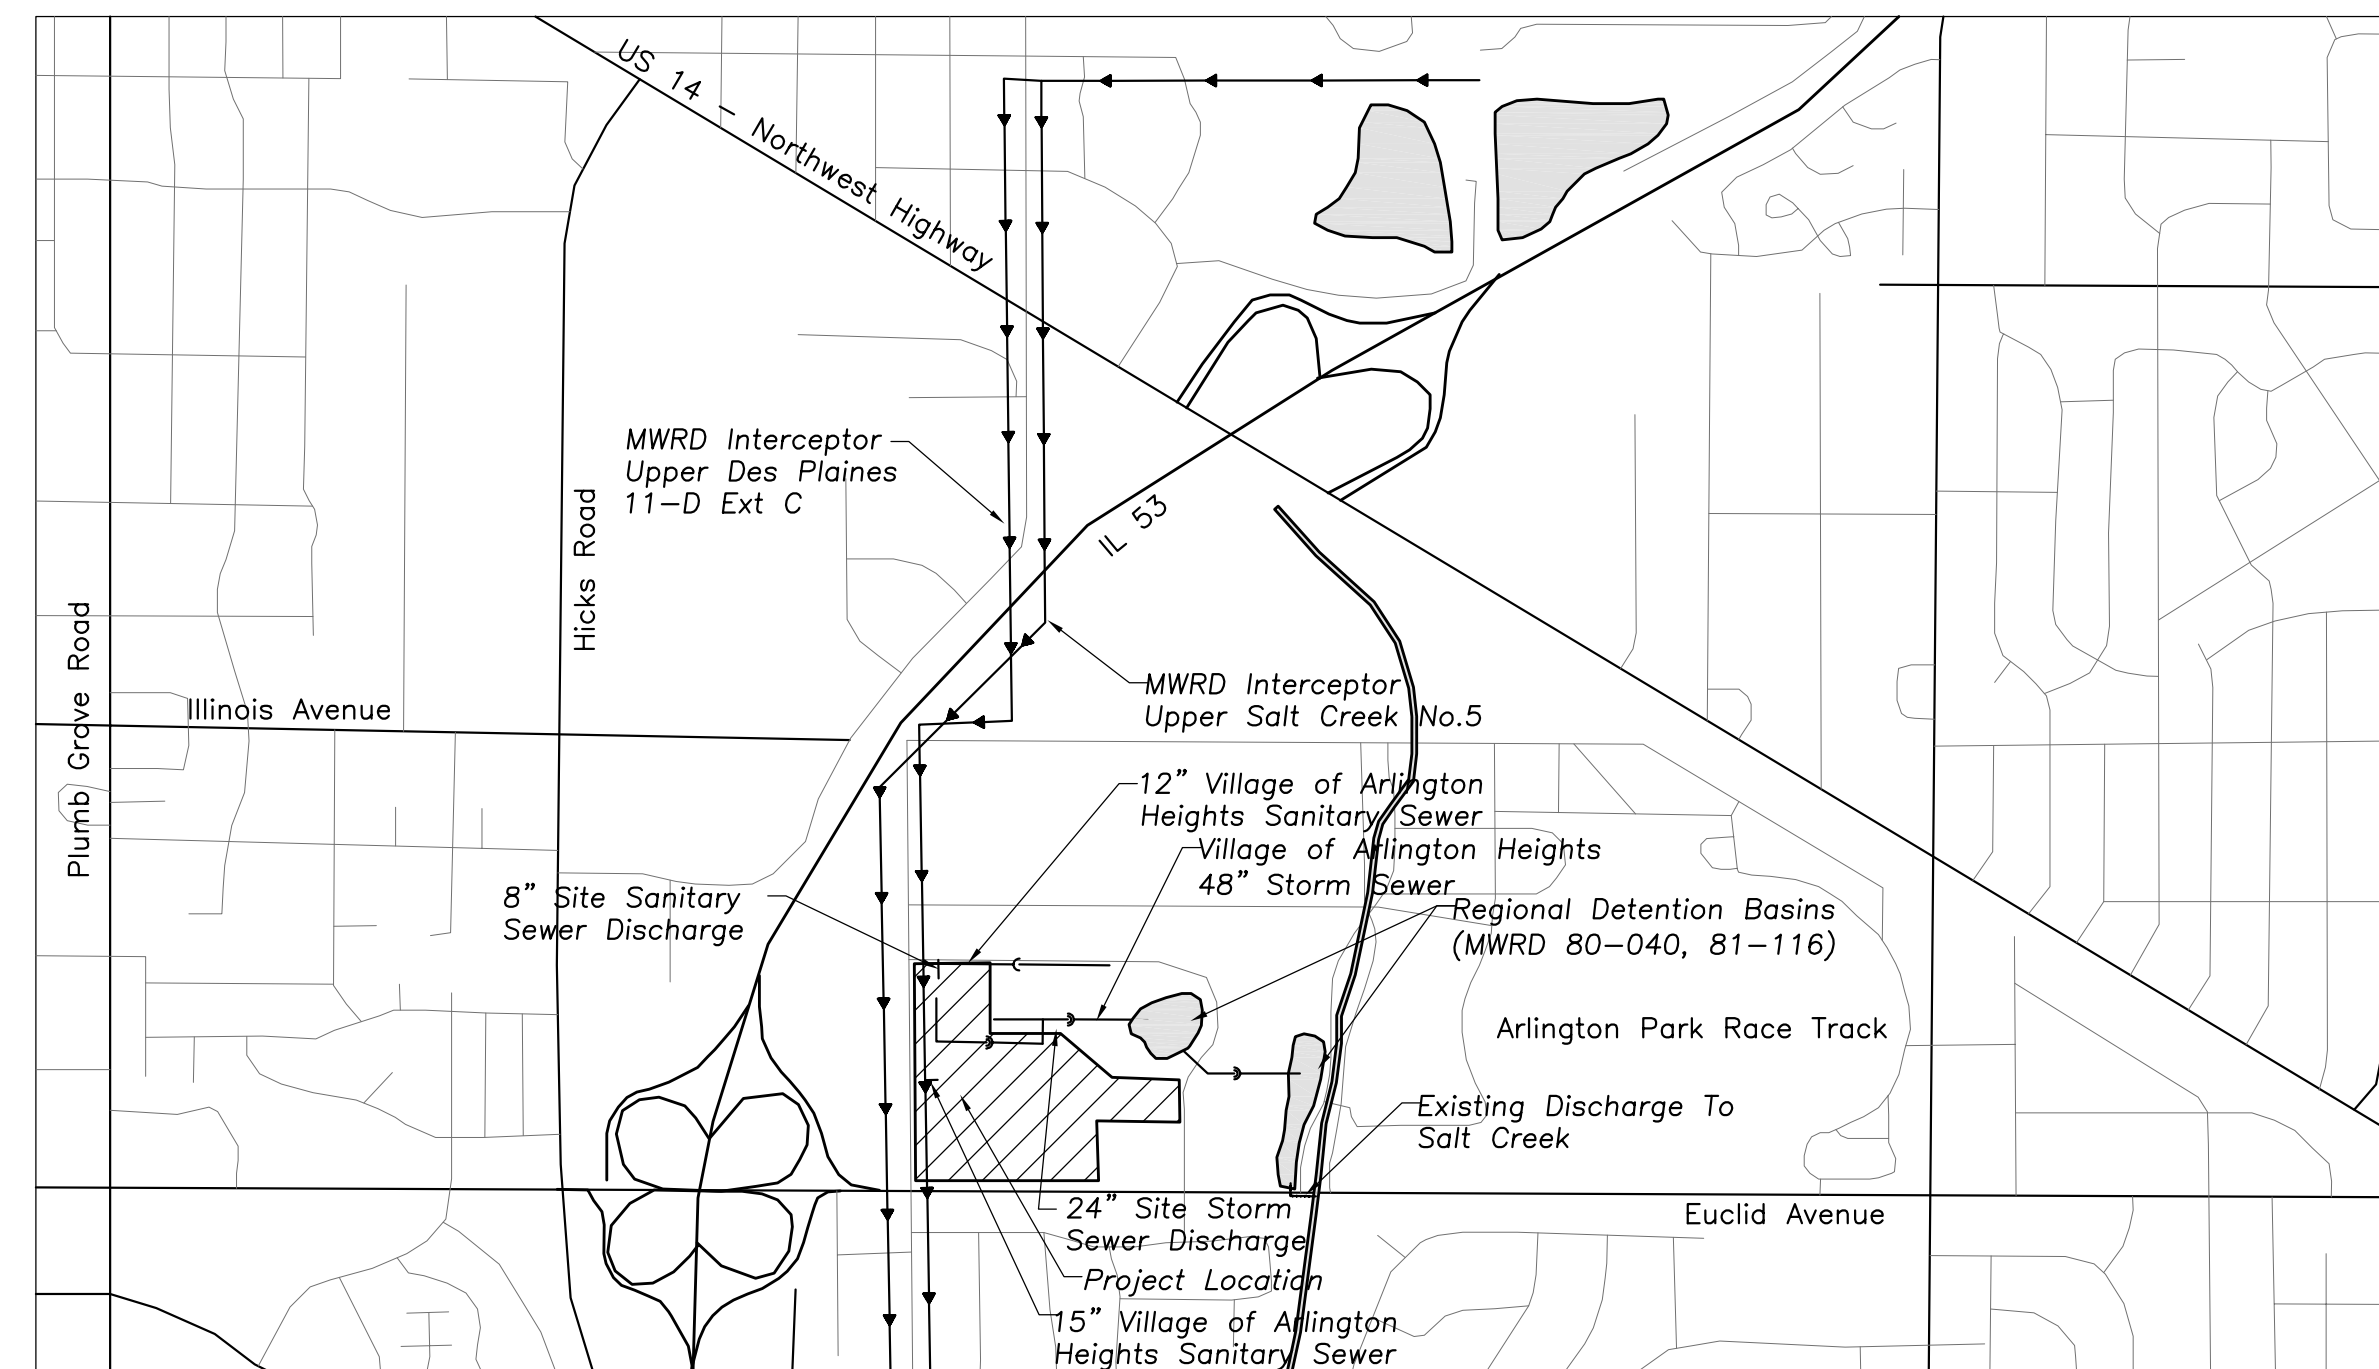 US 14 – Northwest Highway
MWRD Interceptor
Upper Des Plaines
11–D Ext C
Hicks Road
IL 53
Plumb Grove Road
Illinois Avenue
MWRD Interceptor
Upper Salt Creek No.5
12” Village of Arlington
Heights Sanitary Sewer
Village of Arlington Heights
48” Storm Sewer
8” Site Sanitary
Sewer Discharge
Regional Detention Basins
(MWRD 80–040, 81–116)
Arlington Park Race Track
Existing Discharge To
Salt Creek
24” Site Storm
Sewer Discharge
Euclid Avenue
Project Location
15” Village of Arlington
Heights Sanitary Sewer